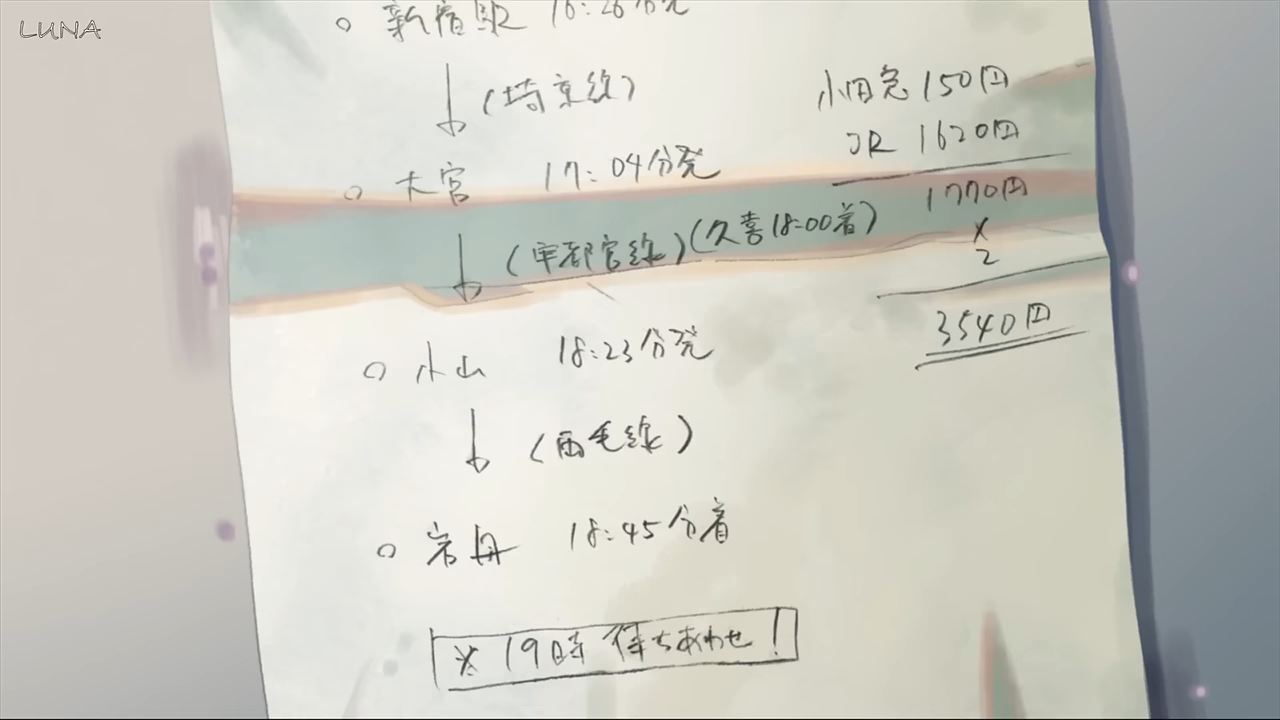 LUNA
○ 新宿駅 16:26分先
↓ (埼京線)
○ 大宮 17:04分発
↓ (宇都宮線) (久喜18:00着)
○ 小山 18:23分発
↓ (両毛線)
○ 岩舟 18:45分着
※ 19時 待ちあわせ!
小田急 150円
JR 1620円
1770円
×
2
3540円